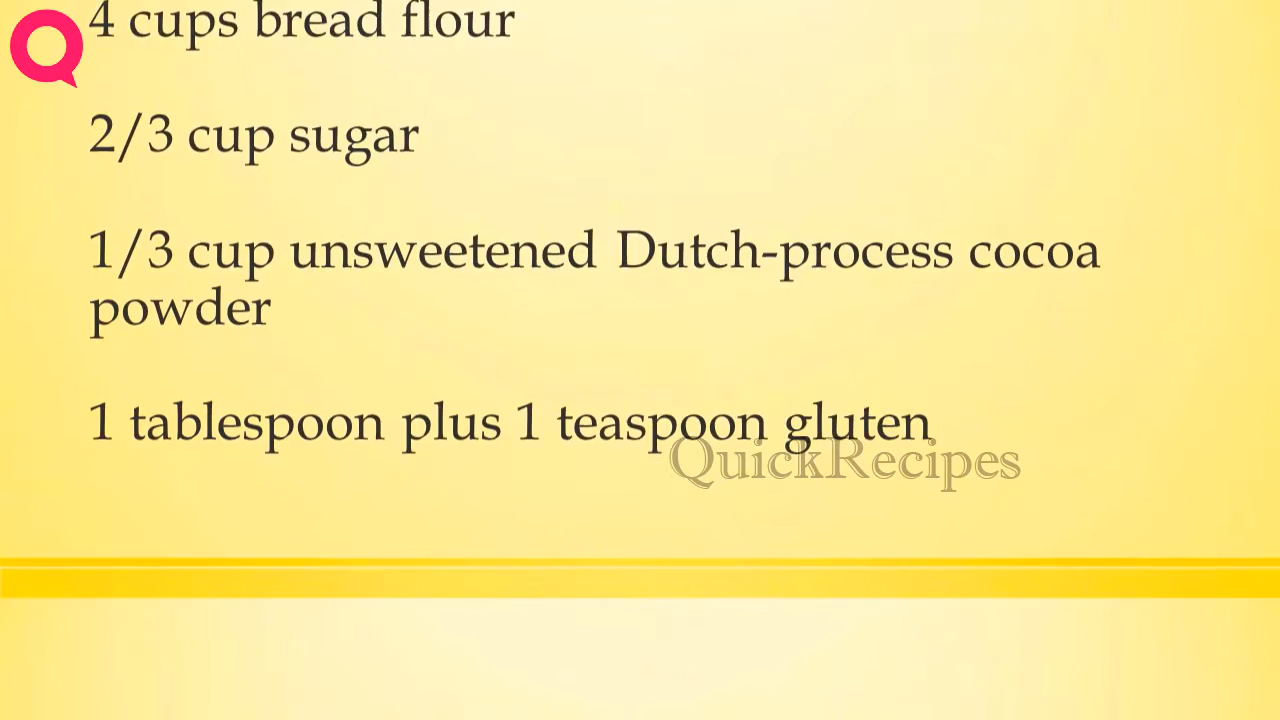 4 cups bread flour
2/3 cup sugar
1/3 cup unsweetened Dutch-process cocoa
powder
1 tablespoon plus 1 teaspoon gluten
QuickRecipes